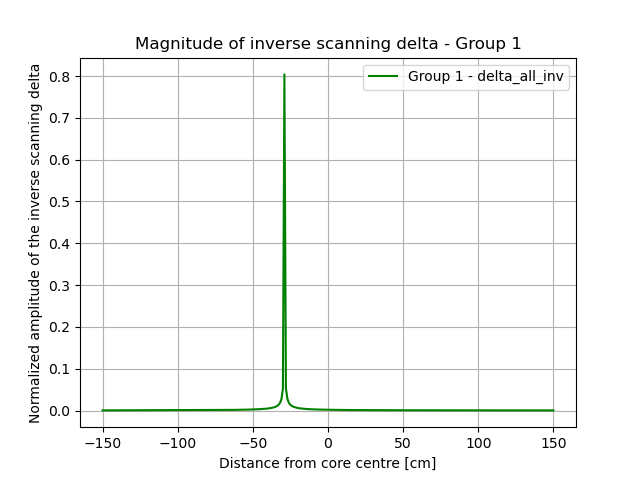 Magnitude of inverse scanning delta - Group 1
Group 1 - delta_all_inv
Normalized amplitude of the inverse scanning delta
0.8
0.7
0.6
0.5
0.4
0.3
0.2
0.1
0.0
−150 −100 −50 0 50 100 150
Distance from core centre [cm]